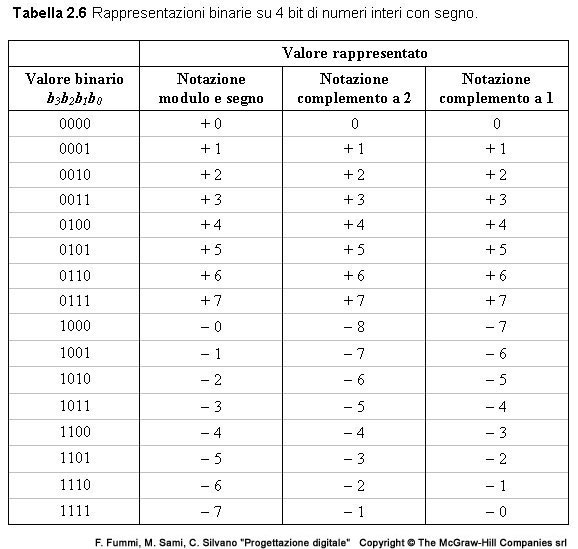 Tabella 2.6 Rappresentazioni binarie su 4 bit di numeri interi con segno.
Valore rappresentato
Valore binario b3b2b1b0 Notazione modulo e segno Notazione complemento a 2 Notazione complemento a 1
0000 + 0 0 0
0001 + 1 + 1 + 1
0010 + 2 + 2 + 2
0011 + 3 + 3 + 3
0100 + 4 + 4 + 4
0101 + 5 + 5 + 5
0110 + 6 + 6 + 6
0111 + 7 + 7 + 7
1000 – 0 – 8 – 7
1001 – 1 – 7 – 6
1010 – 2 – 6 – 5
1011 – 3 – 5 – 4
1100 – 4 – 4 – 3
1101 – 5 – 3 – 2
1110 – 6 – 2 – 1
1111 – 7 – 1 – 0
F. Fummi, M. Sami, C. Silvano "Progettazione digitale" Copyright © The McGraw-Hill Companies srl